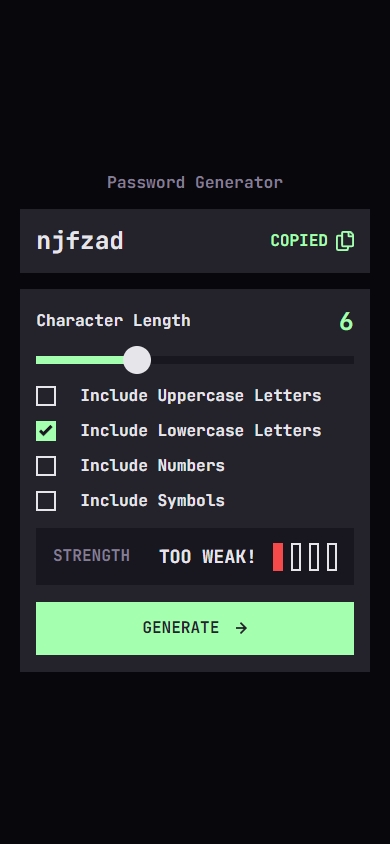 Password Generator
njfzad COPIED
Character Length 6
Include Uppercase Letters
Include Lowercase Letters
Include Numbers
Include Symbols
STRENGTH TOO WEAK!
GENERATE →